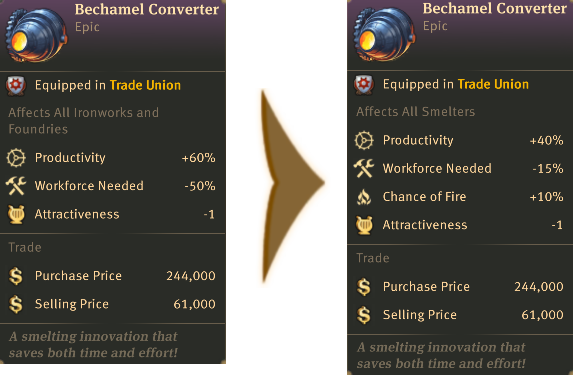 Bechamel Converter
Epic
Equipped in Trade Union
Affects All Ironworks and
Foundries
Productivity +60%
Workforce Needed -50%
Attractiveness -1
Trade
Purchase Price 244,000
Selling Price 61,000
A smelting innovation that
saves both time and effort!
Bechamel Converter
Epic
Equipped in Trade Union
Affects All Smelters
Productivity +40%
Workforce Needed -15%
Chance of Fire +10%
Attractiveness -1
Trade
Purchase Price 244,000
Selling Price 61,000
A smelting innovation that
saves both time and effort!